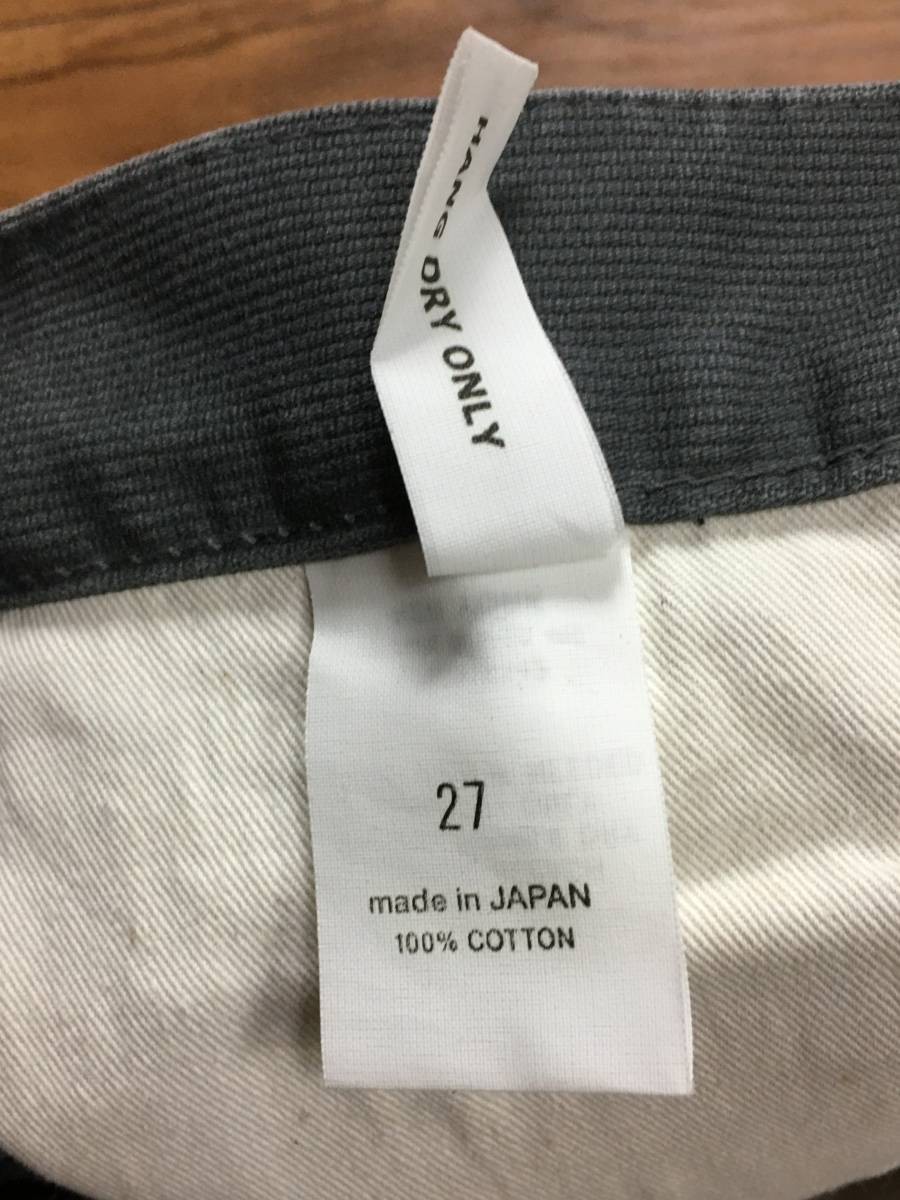 HANG DRY ONLY
27
made in JAPAN
100% COTTON